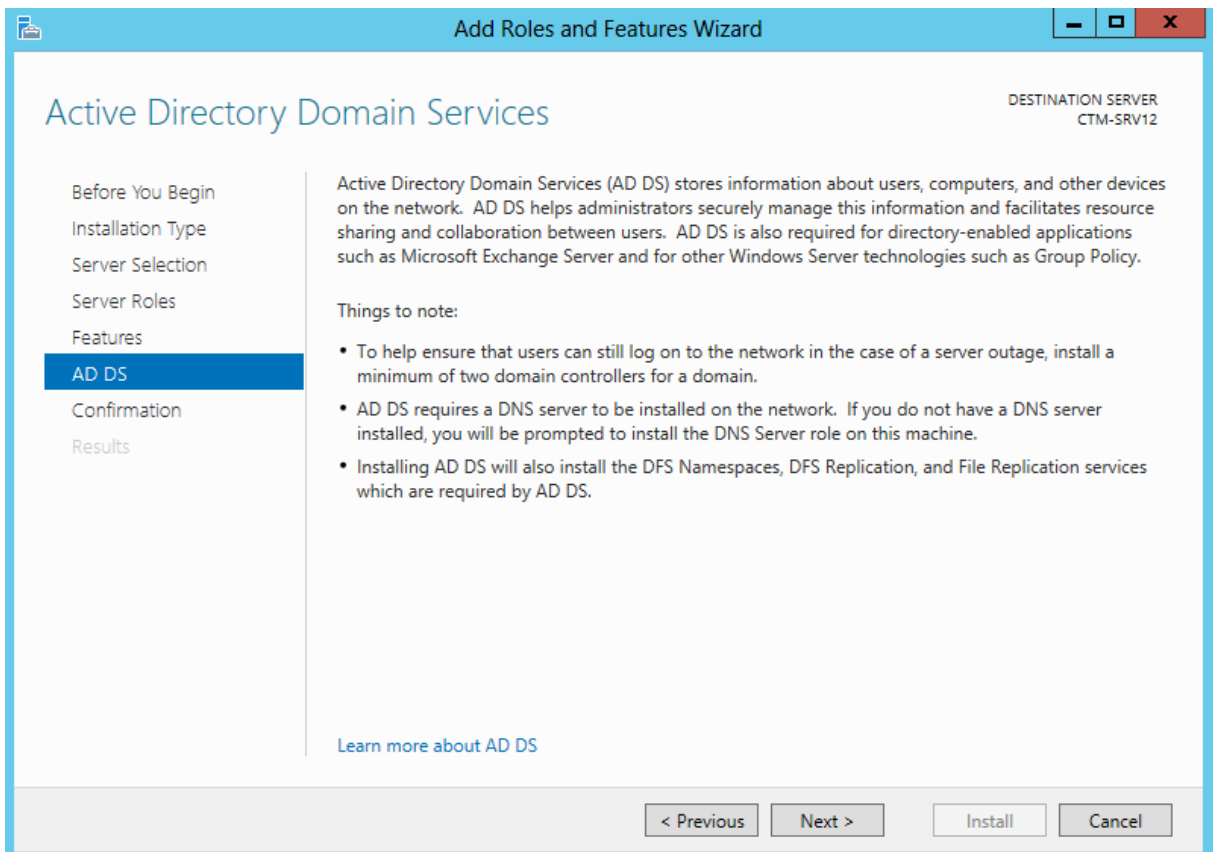 Add Roles and Features Wizard
Active Directory Domain Services
DESTINATION SERVER
CTM-SRV12
Before You Begin
Installation Type
Server Selection
Server Roles
Features
AD DS
Confirmation
Results
Active Directory Domain Services (AD DS) stores information about users, computers, and other devices
on the network.  AD DS helps administrators securely manage this information and facilitates resource
sharing and collaboration between users.  AD DS is also required for directory-enabled applications
such as Microsoft Exchange Server and for other Windows Server technologies such as Group Policy.
Things to note:
• To help ensure that users can still log on to the network in the case of a server outage, install a
minimum of two domain controllers for a domain.
• AD DS requires a DNS server to be installed on the network.  If you do not have a DNS server
installed, you will be prompted to install the DNS Server role on this machine.
• Installing AD DS will also install the DFS Namespaces, DFS Replication, and File Replication services
which are required by AD DS.
Learn more about AD DS
< Previous
Next >
Install
Cancel